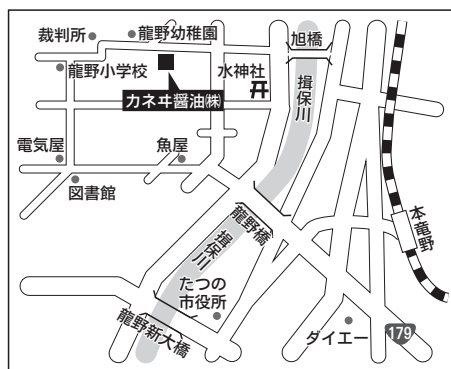 裁判所
龍野幼稚園
旭橋
龍野小学校
水神社
カネヰ醤油㈱
揖保川
電気屋
魚屋
図書館
本竜野
龍野橋
揖保川
たつの
市役所
龍野新大橋
ダイエー
179